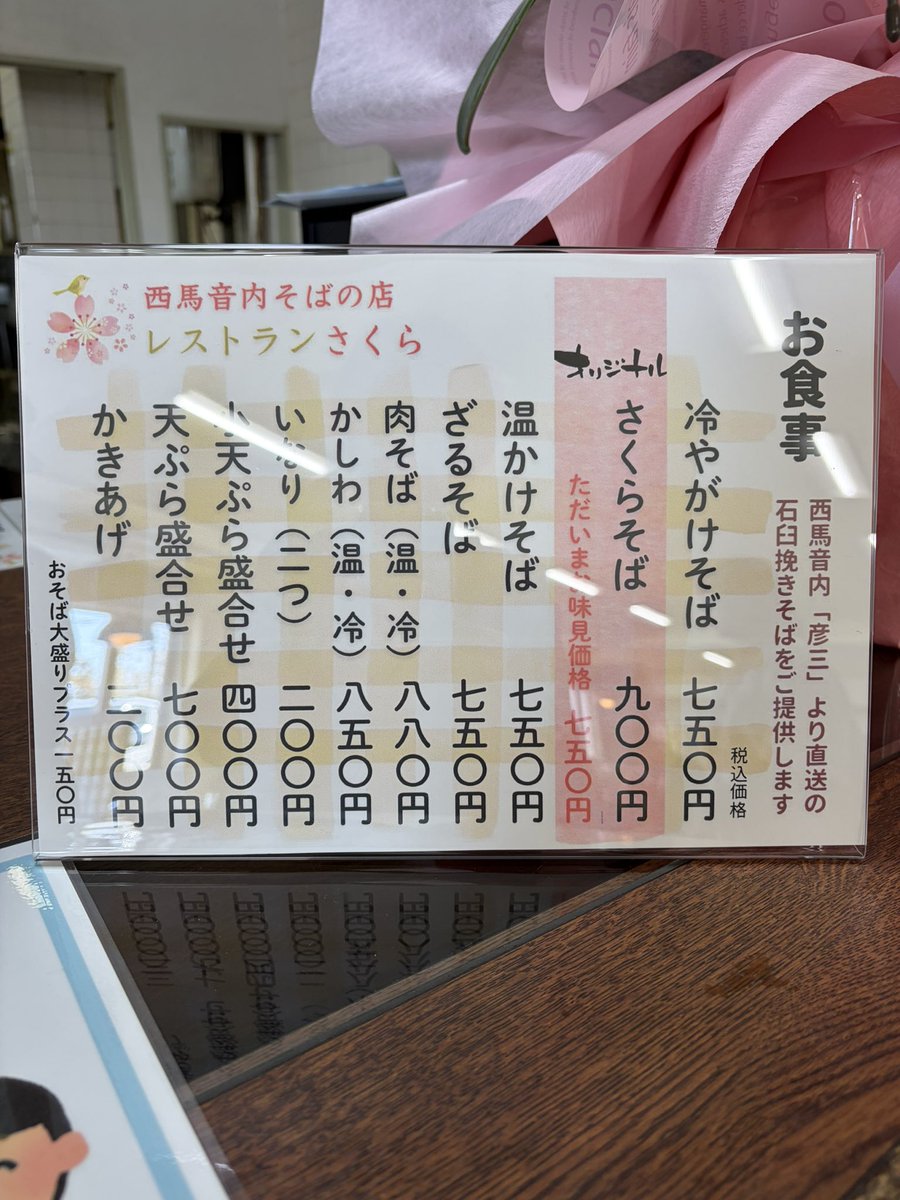 お食事
西馬音内「彦三」より直送の
石臼挽きそばをご提供します
税込価格
冷やがけそば 七五〇円
オリジナル
さくらそば 九〇〇円
ただいまお味見価格 七五〇円
温かけそば 七五〇円
ざるそば 七五〇円
肉そば（温・冷） 八八〇円
かしわ（温・冷） 八五〇円
いなり（二つ） 二〇〇円
小天ぷら盛合せ 四〇〇円
天ぷら盛合せ 七〇〇円
かきあげ 二〇〇円
おそば大盛りプラス一五〇円
西馬音内そばの店
レストランさくら